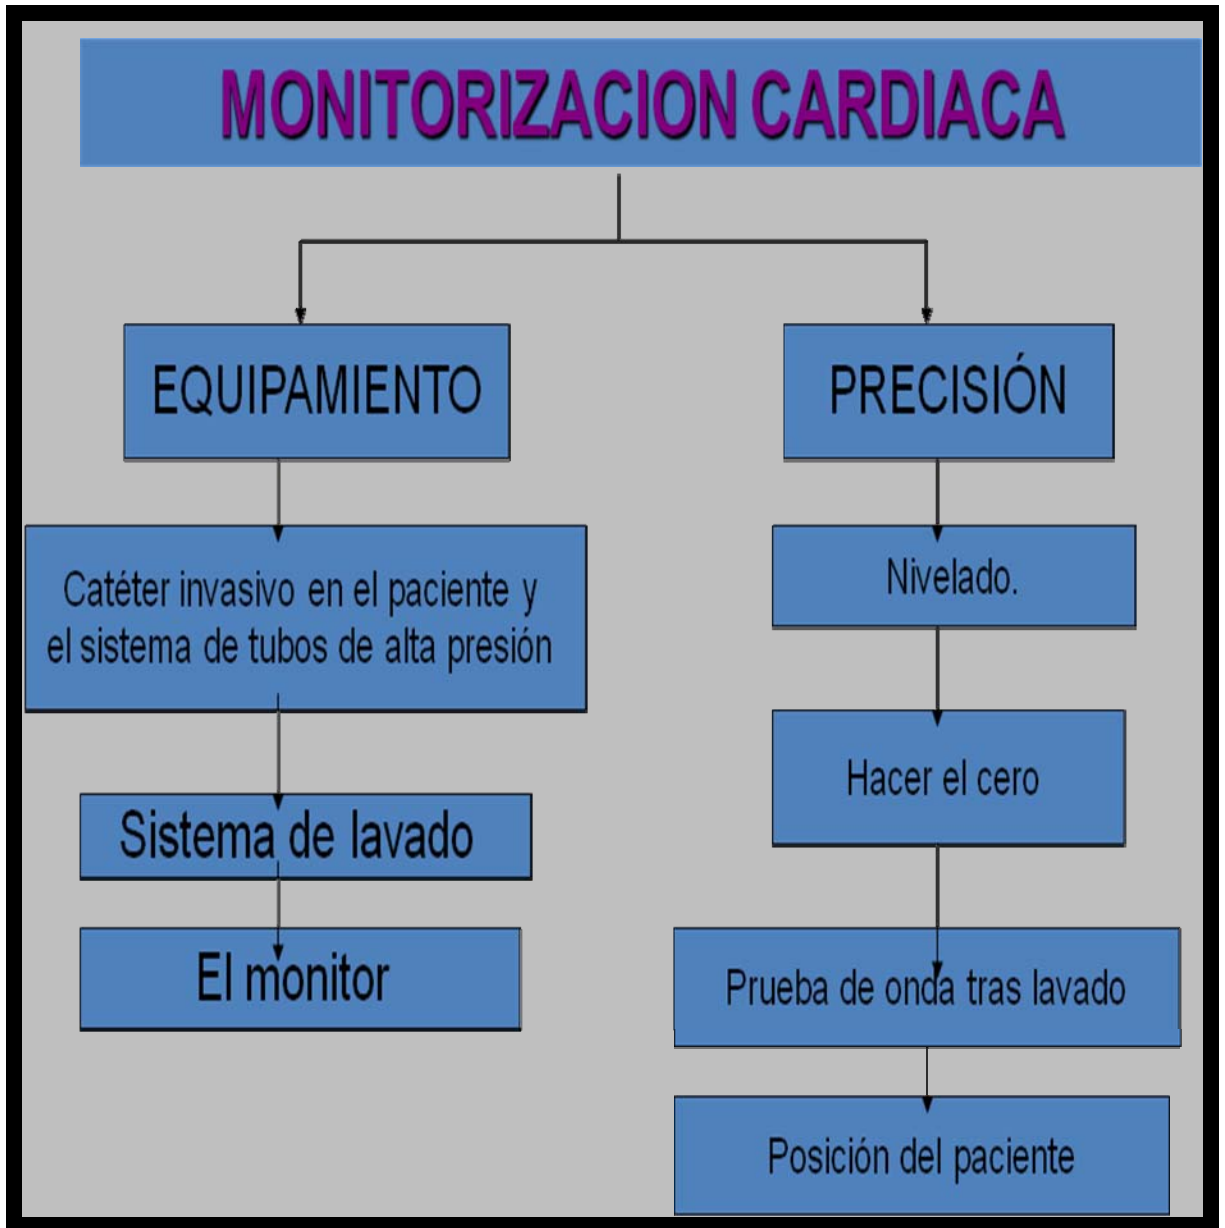 MONITORIZACION CARDIACA
EQUIPAMIENTO
Catéter invasivo en el paciente y
el sistema de tubos de alta presión
Sistema de lavado
El monitor
PRECISIÓN
Nivelado.
Hacer el cero
Prueba de onda tras lavado
Posición del paciente